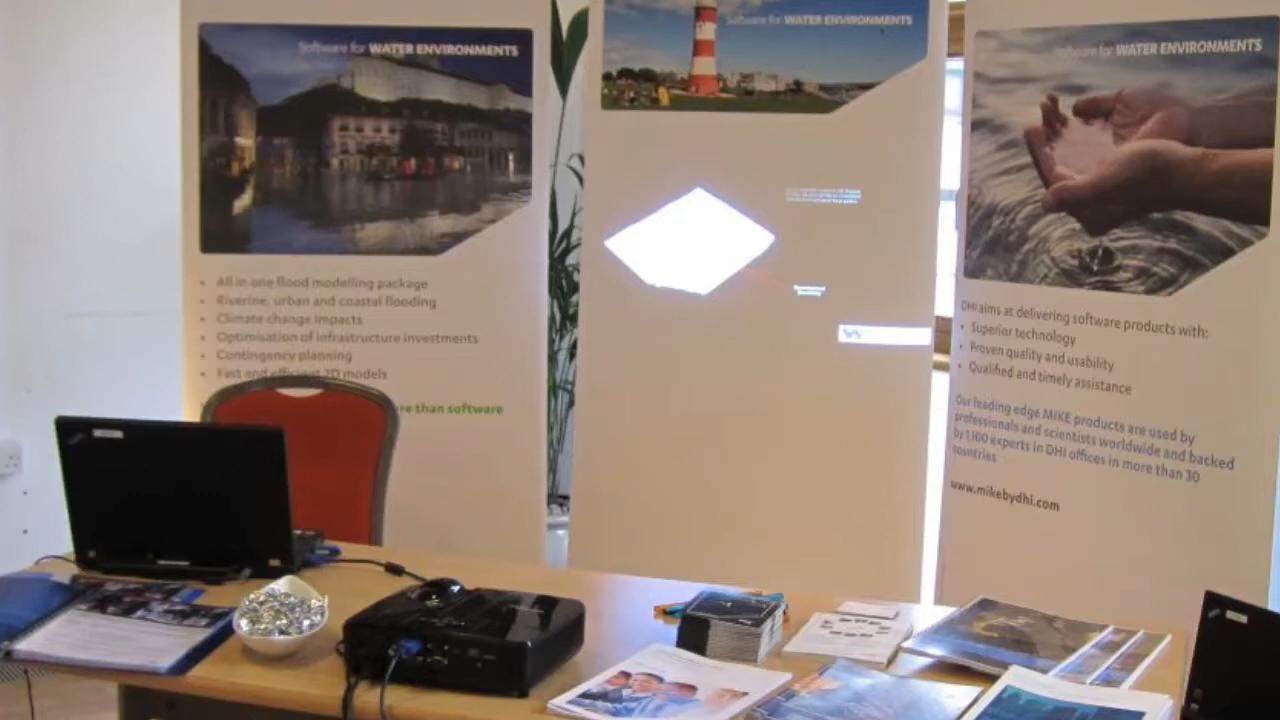 Software for WATER ENVIRONMENTS
• All in one flood modelling package
• Riverine, urban and coastal flooding
• Climate change impacts
• Optimisation of infrastructure investments
• Contingency planning
• Fast and efficient 2D models
re than software
Software for WATER ENVIRONMENTS
Software for WATER ENVIRONMENTS
DHI aims at delivering software products with:
• Superior technology
• Proven quality and usability
• Qualified and timely assistance
Our leading edge MIKE products are used by
professionals and scientists worldwide and backed
by 1,100 experts in DHI offices in more than 30
countries
www.mikebydhi.com